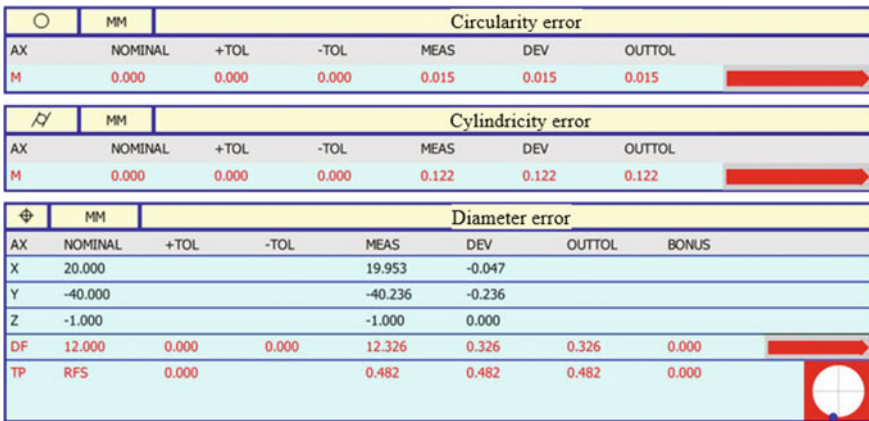 ○ MM Circularity error
AX NOMINAL +TOL -TOL MEAS DEV OUTTOL
M 0.000 0.000 0.000 0.015 0.015 0.015
⌭ MM Cylindricity error
AX NOMINAL +TOL -TOL MEAS DEV OUTTOL
M 0.000 0.000 0.000 0.122 0.122 0.122
⌖ MM Diameter error
AX NOMINAL +TOL -TOL MEAS DEV OUTTOL BONUS
X 20.000 19.953 -0.047
Y -40.000 -40.236 -0.236
Z -1.000 -1.000 0.000
DF 12.000 0.000 0.000 12.326 0.326 0.326 0.000
TP RFS 0.000 0.482 0.482 0.482 0.000